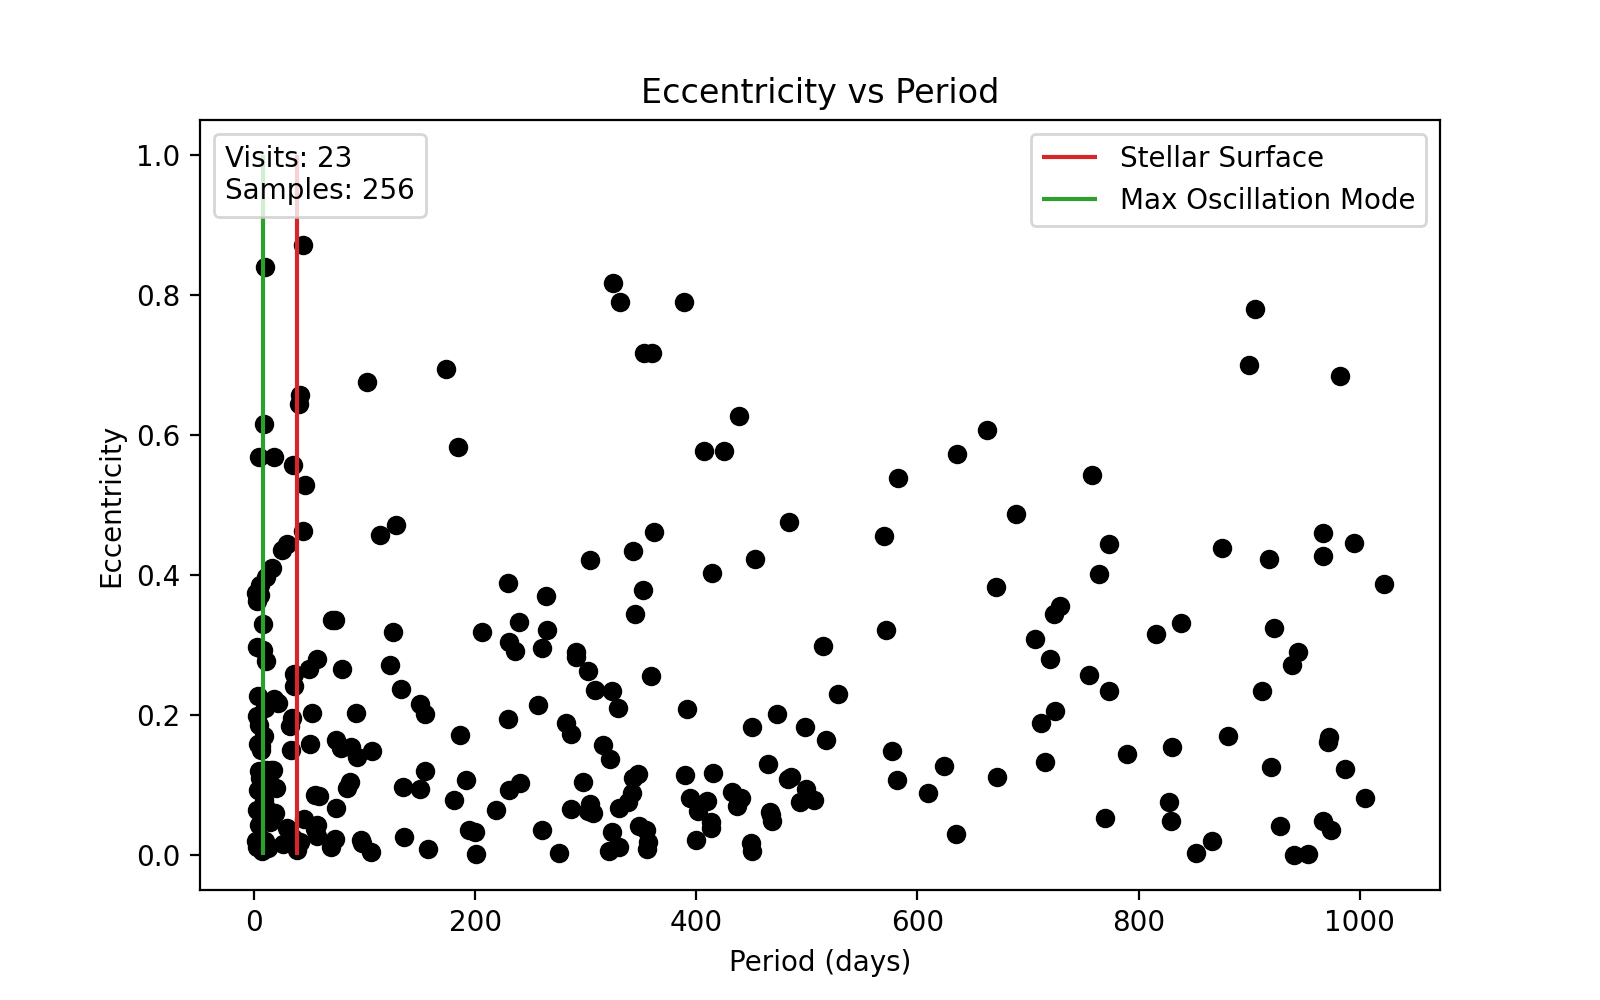 Eccentricity vs Period
Visits: 23
Samples: 256
Stellar Surface
Max Oscillation Mode
1.0
0.8
0.6
0.4
0.2
0.0
Eccentricity
0 200 400 600 800 1000
Period (days)